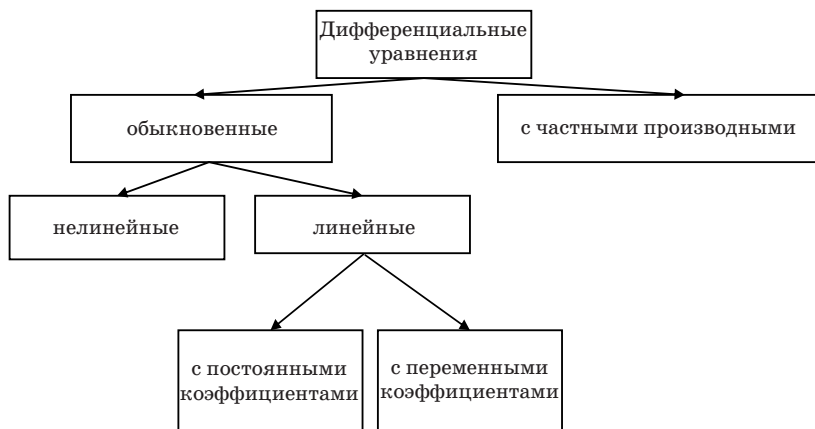 Дифференциальные
уравнения
обыкновенные
с частными производными
нелинейные
линейные
с постоянными
коэффициентами
с переменными
коэффициентами